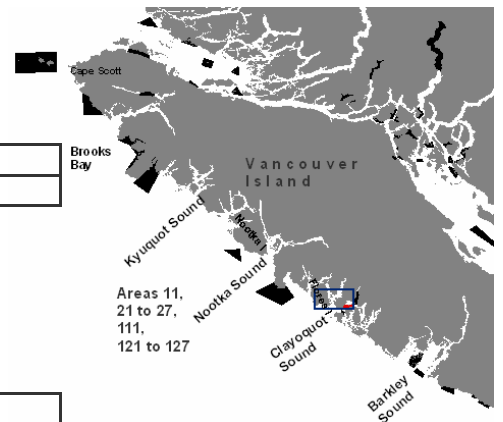 Cape Scott
Brooks
Bay
Vancouver
Island
Kyuquot Sound
Nootka I
Nootka Sound
Flores I
Areas 11,
21 to 27,
111,
121 to 127
Clayoquot
Sound
Barkley
Sound